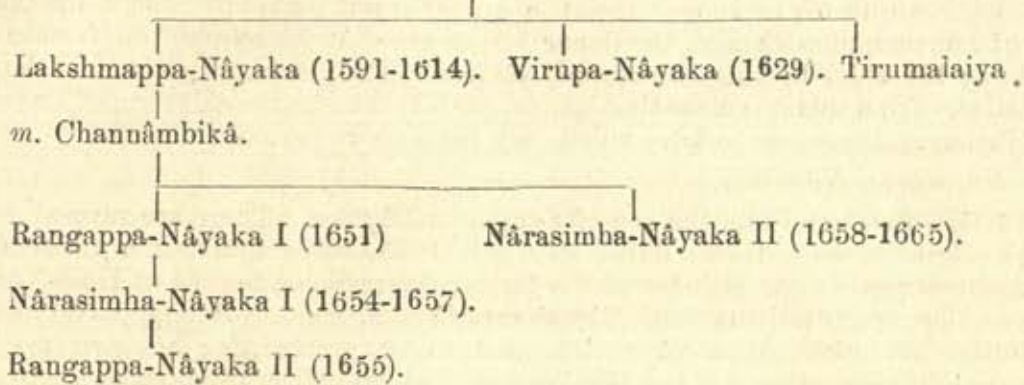 Lakshmappa-Nâyaka (1591-1614). Virupa-Nâyaka (1629). Tirumalaiya.
m. Channâmbikâ.
Rangappa-Nâyaka I (1651) Nârasimha-Nâyaka II (1658-1665).
Nârasimha-Nâyaka I (1654-1657).
Rangappa-Nâyaka II (1655).